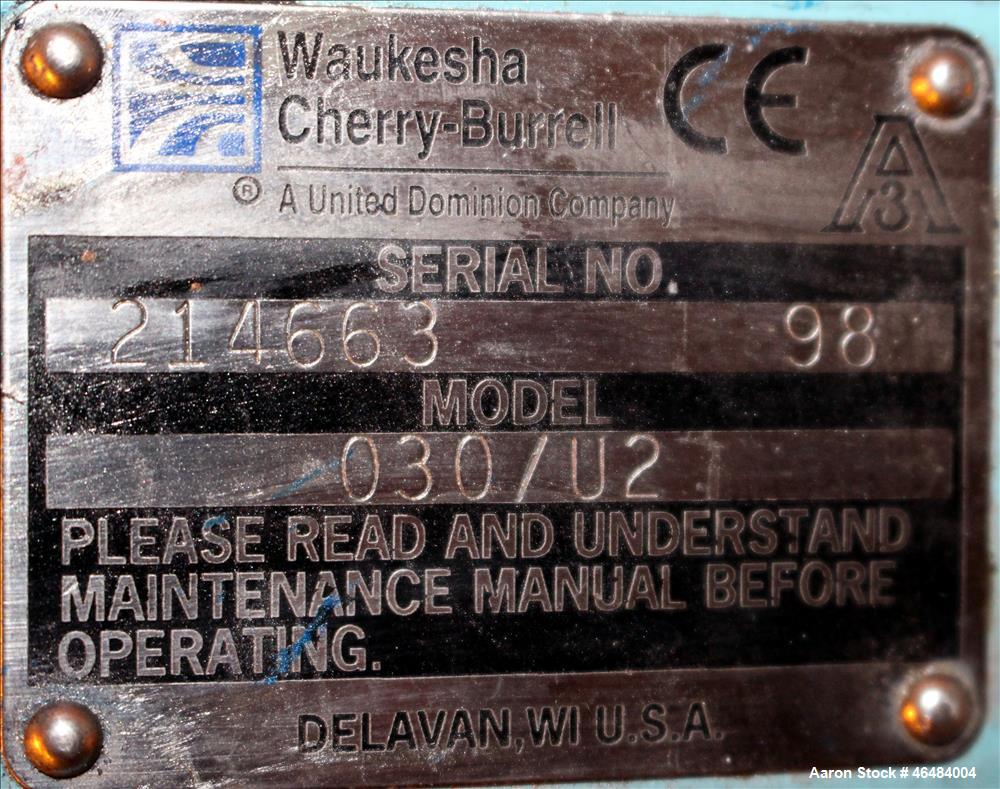 Waukesha
Cherry-Burrell
CE
® A United Dominion Company
A
3
SERIAL NO.
214663 98
MODEL
030/U2
PLEASE READ AND UNDERSTAND
MAINTENANCE MANUAL BEFORE
OPERATING.
DELAVAN, WI U.S.A.
Aaron Stock # 46484004